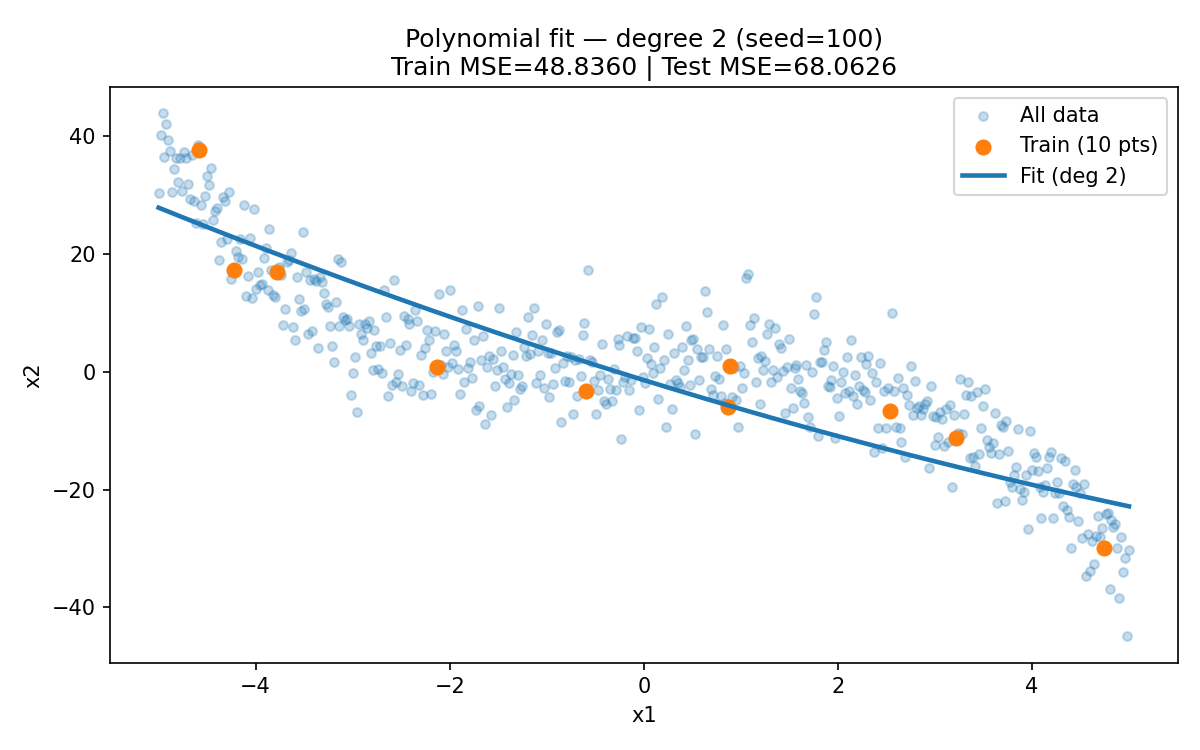 Polynomial fit — degree 2 (seed=100)
Train MSE=48.8360 | Test MSE=68.0626
All data
Train (10 pts)
Fit (deg 2)
x2
40
20
0
−20
−40
−4
−2
0
2
4
x1